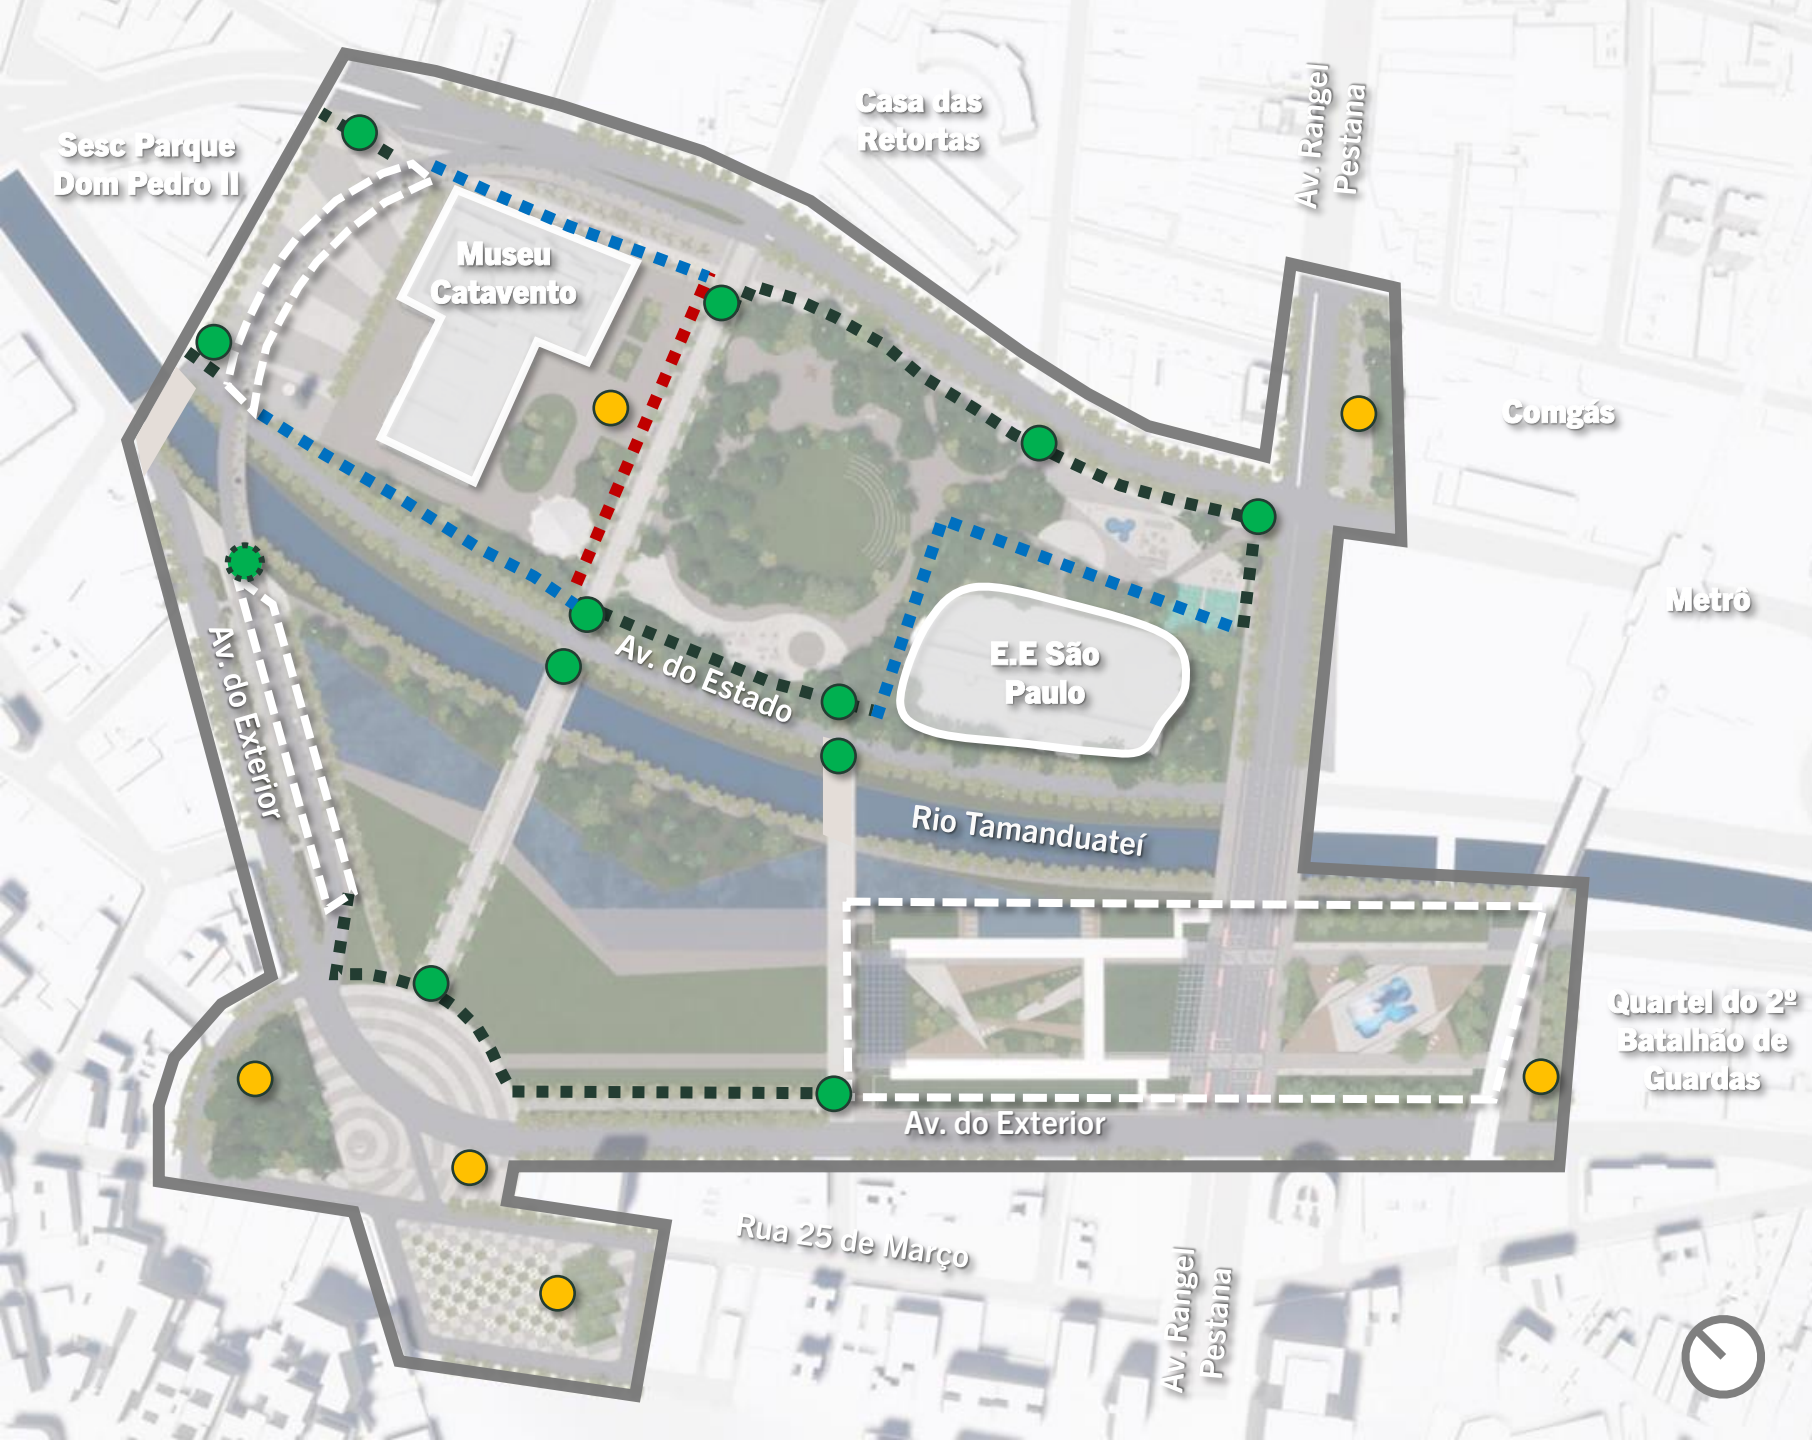 Casa das
Retortas
Av. Rangel
Pestana
Sesc Parque
Dom Pedro II
Museu
Catavento
Comgás
Metrô
Av. do Exterior
Av. do Estado
E.E São
Paulo
Rio Tamanduateí
Quartel do 2º
Batalhão de
Guardas
Av. do Exterior
Rua 25 de Março
Av. Rangel
Pestana